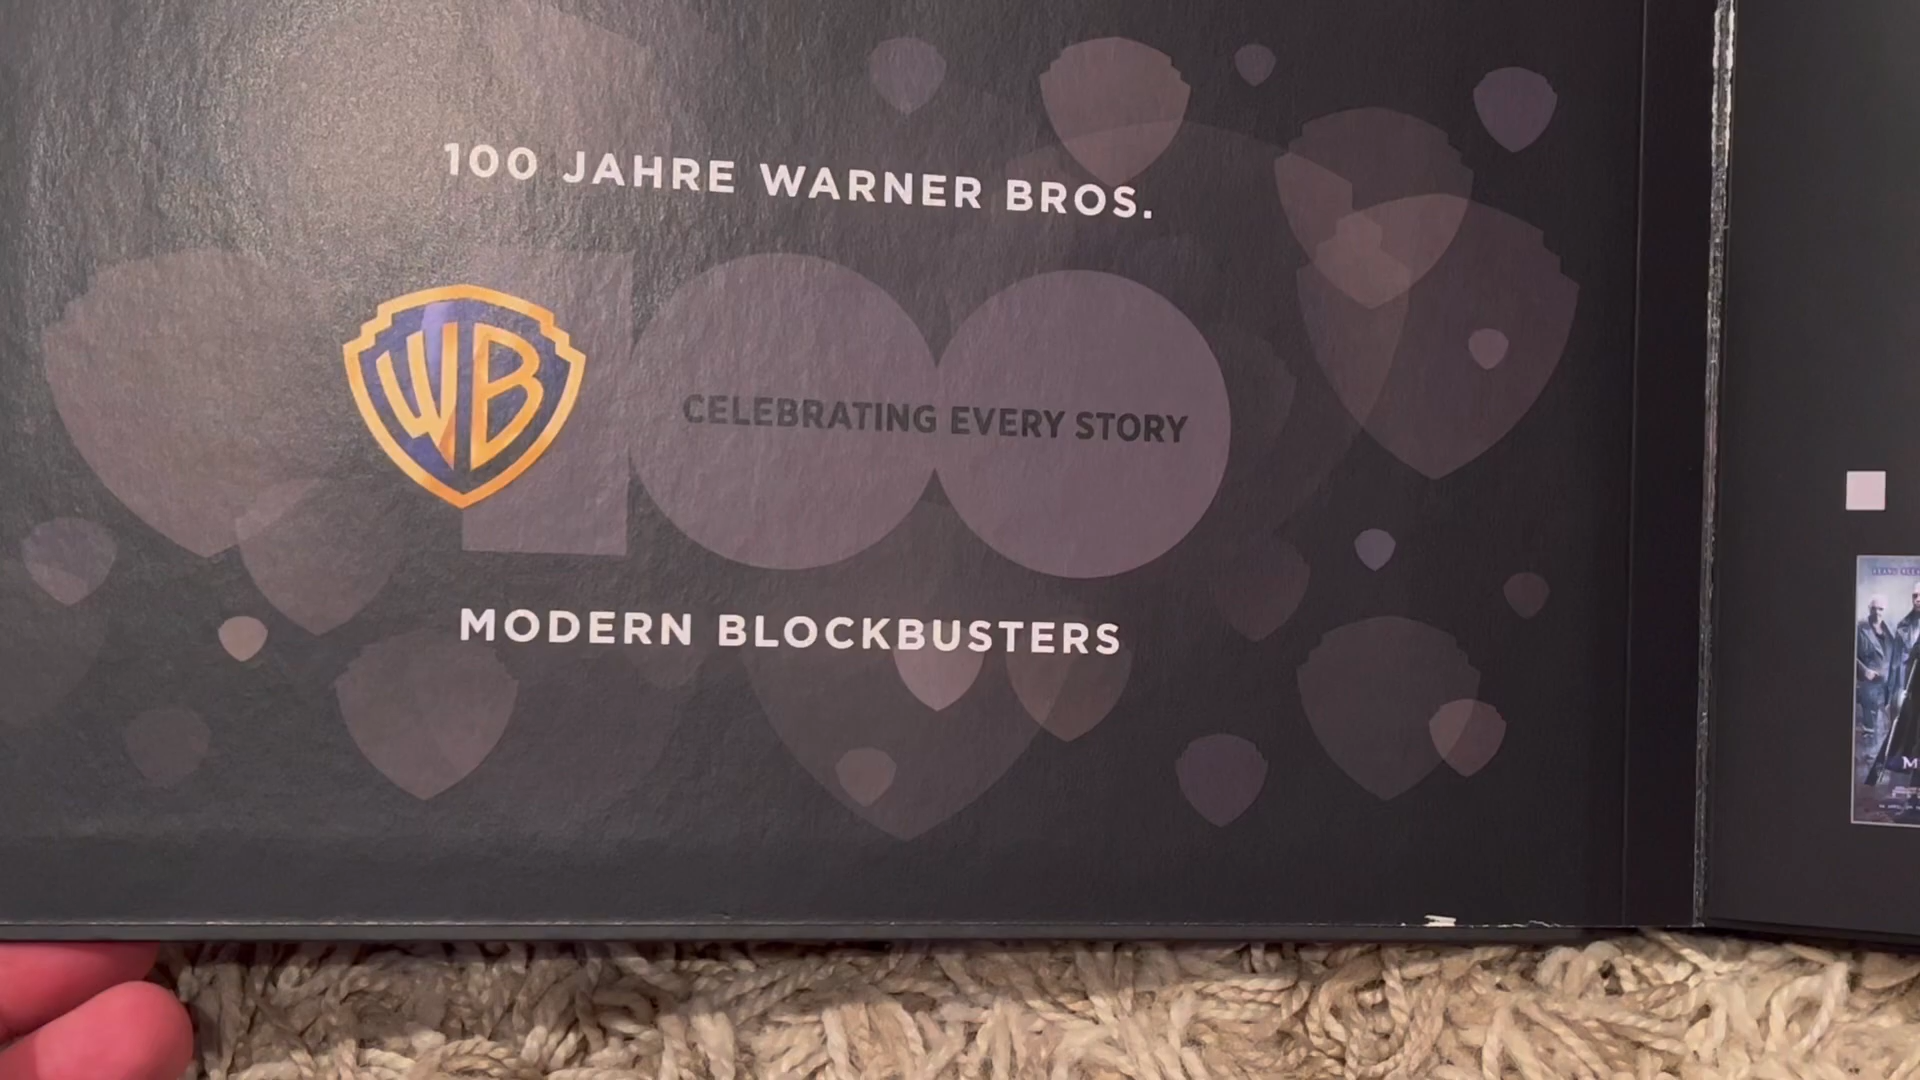 100 JAHRE WARNER BROS.
WB
CELEBRATING EVERY STORY
MODERN BLOCKBUSTERS